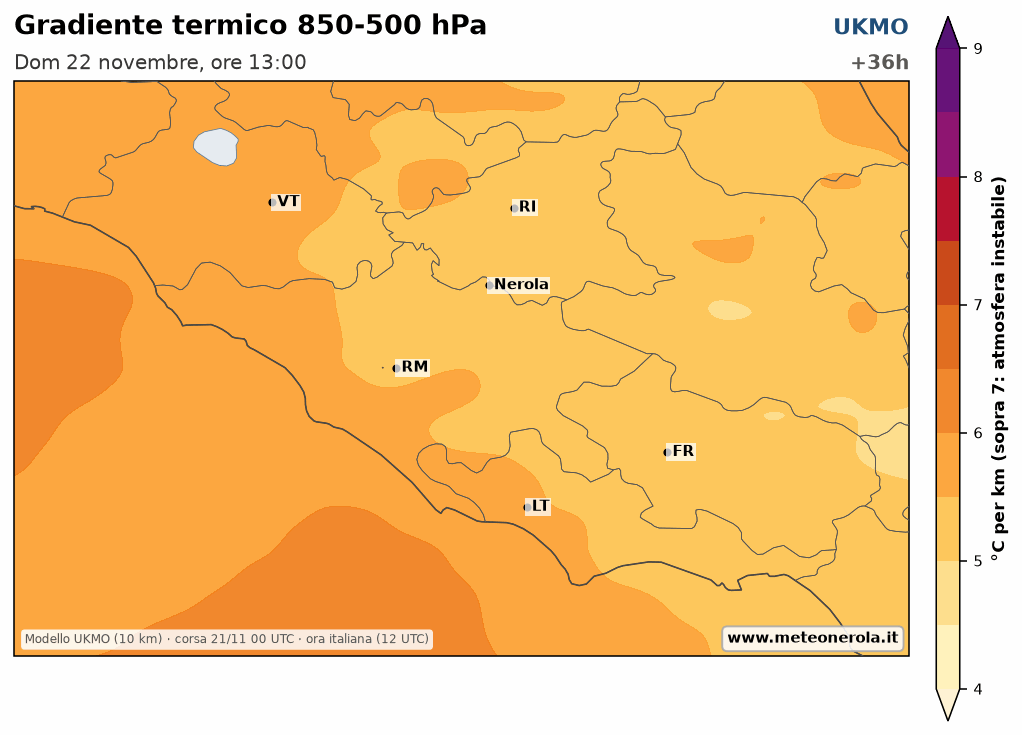 Gradiente termico 850-500 hPa
UKMO
Dom 22 novembre, ore 13:00
+36h
VT
RI
Nerola
RM
FR
LT
Modello UKMO (10 km) · corsa 21/11 00 UTC · ora italiana (12 UTC)
www.meteonerola.it
9
8
7
6
5
4
°C per km (sopra 7: atmosfera instabile)